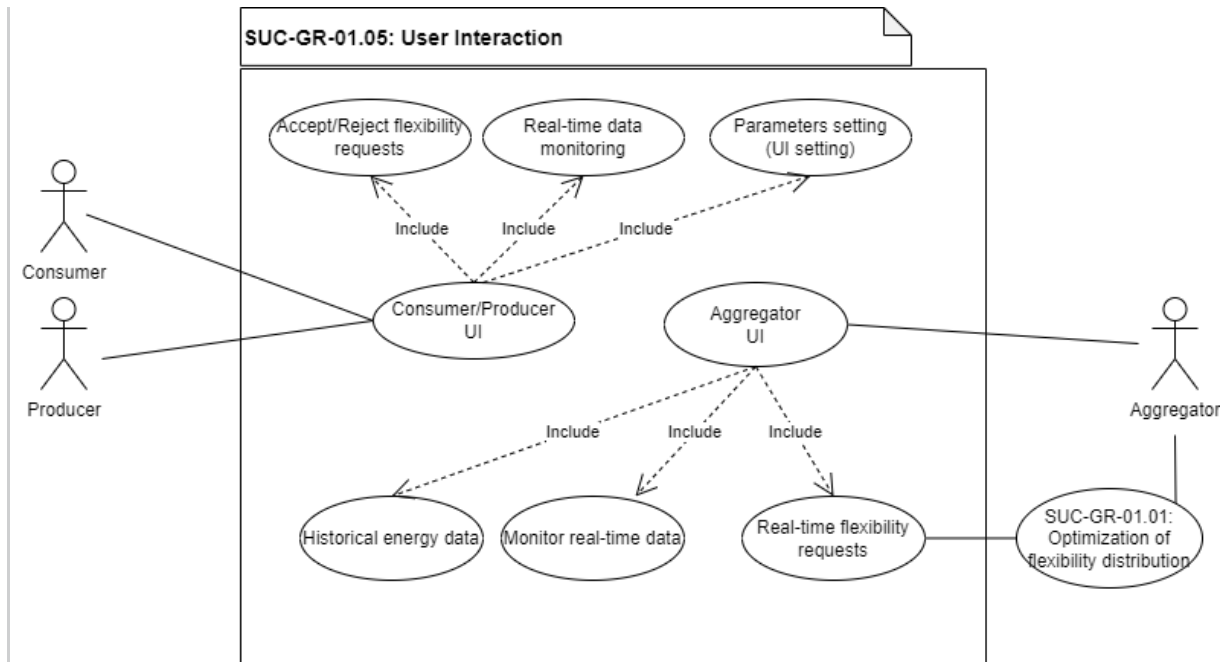 SUC-GR-01.05: User Interaction
Accept/Reject flexibility
requests
Real-time data
monitoring
Parameters setting
(UI setting)
Include
Include
Include
Consumer
Consumer/Producer
UI
Aggregator
UI
Producer
Aggregator
Include
Include
Include
Historical energy data
Monitor real-time data
Real-time flexibility
requests
SUC-GR-01.01:
Optimization of
flexibility distribution